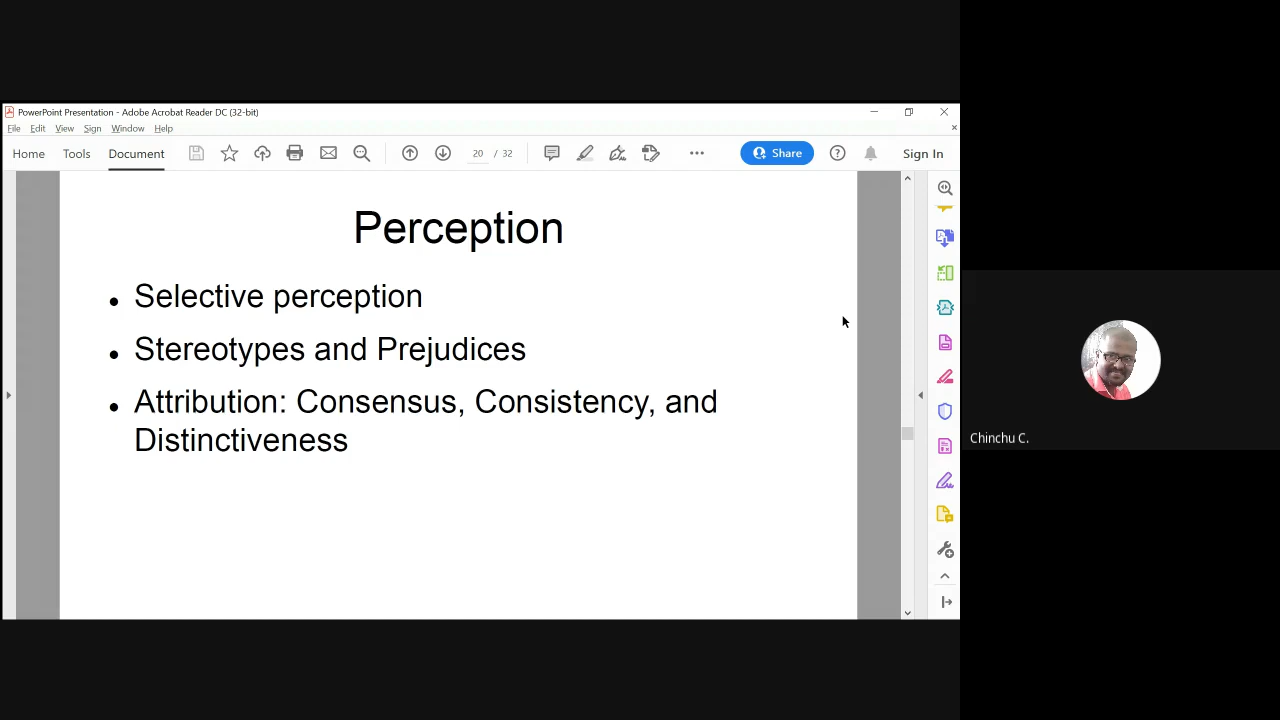 PowerPoint Presentation - Adobe Acrobat Reader DC (32-bit)
File Edit View Sign Window Help
Home Tools Document 20 / 32 Share Sign In
Perception
• Selective perception
• Stereotypes and Prejudices
• Attribution: Consensus, Consistency, and
Distinctiveness
Chinchu C.